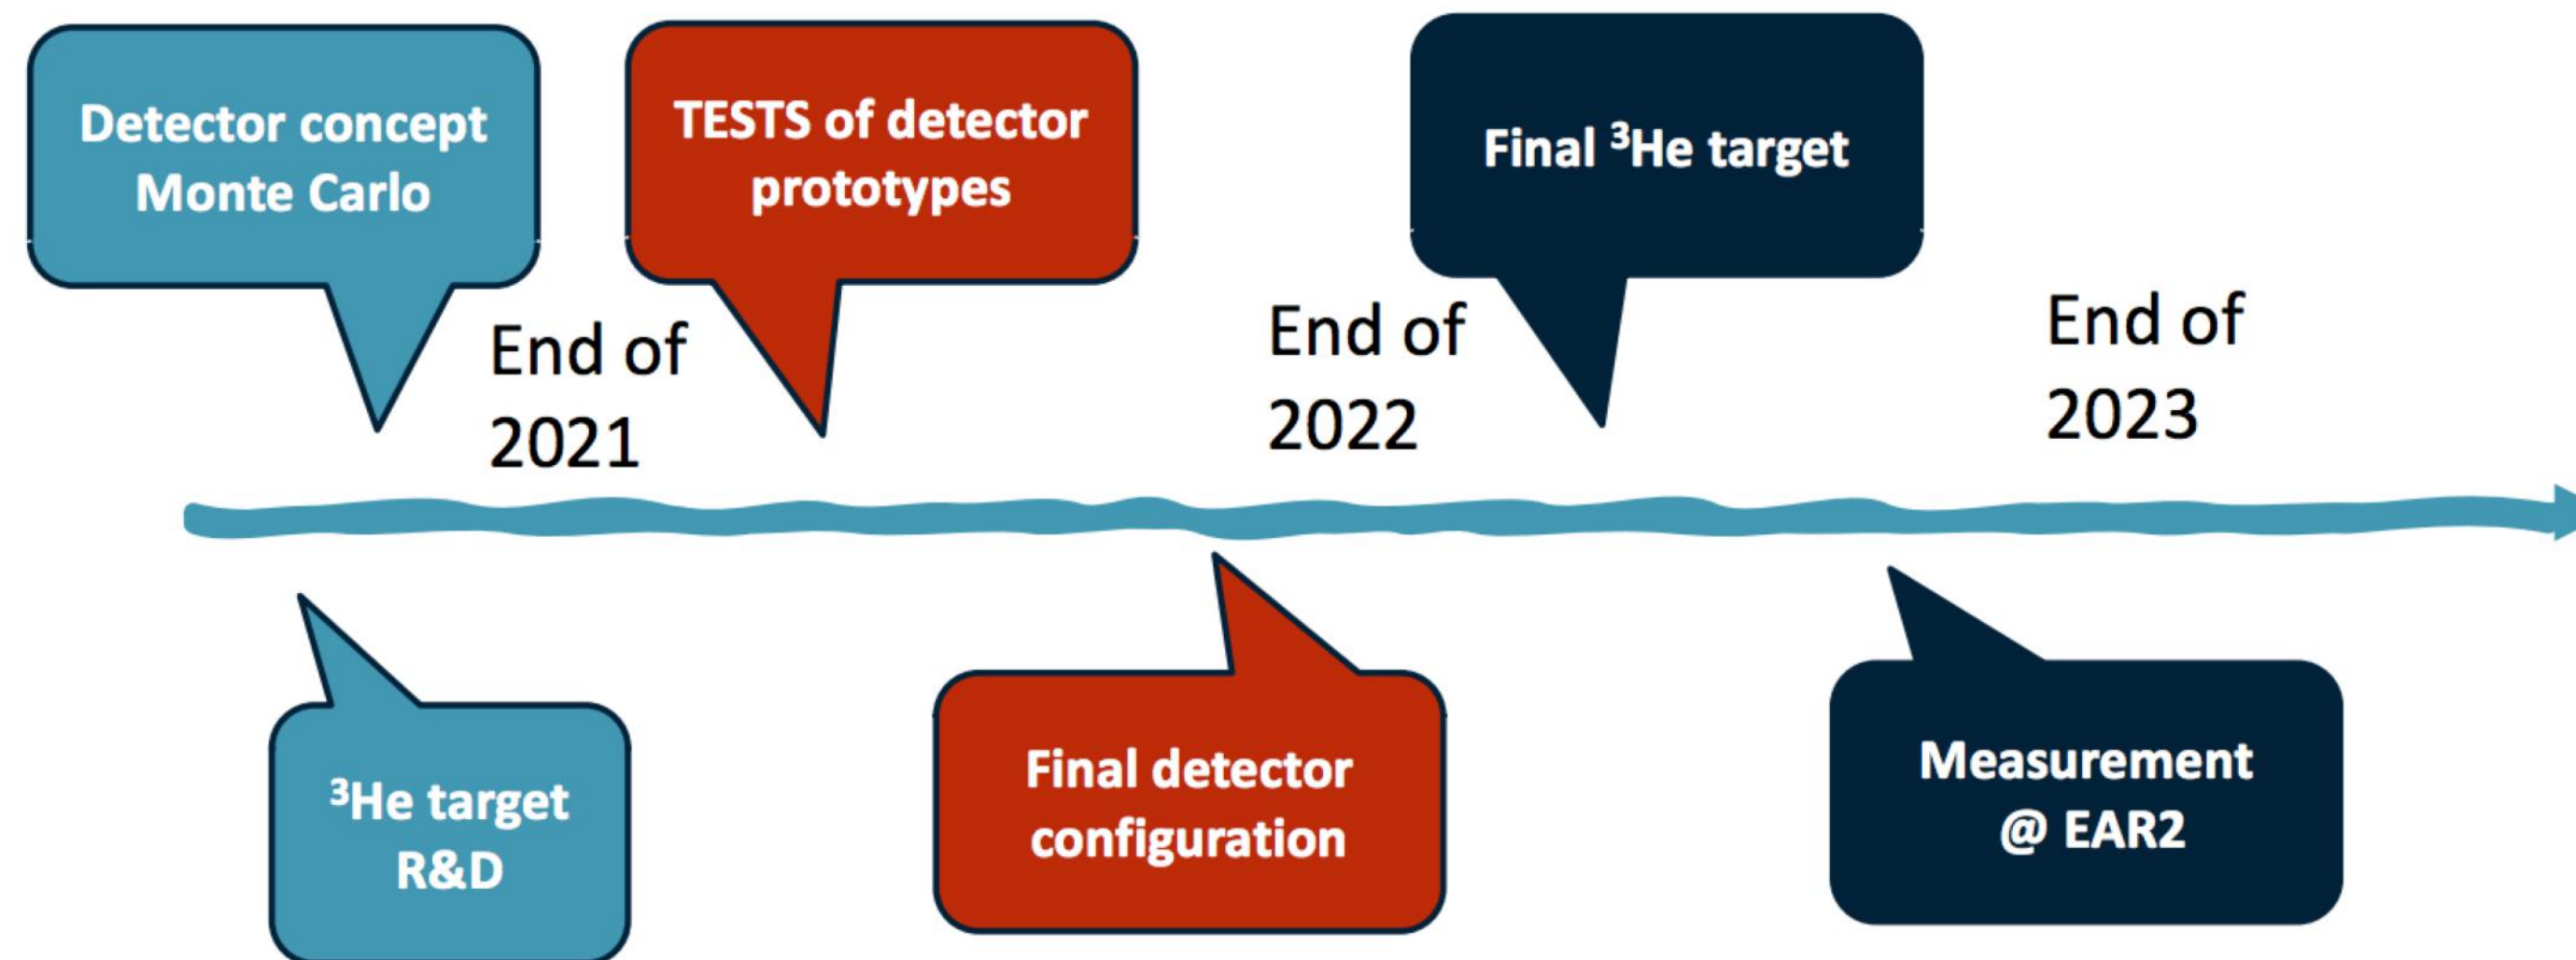 Detector concept
Monte Carlo
TESTS of detector
prototypes
Final ³He target
End of
2021
End of
2022
End of
2023
³He target
R&D
Final detector
configuration
Measurement
@ EAR2